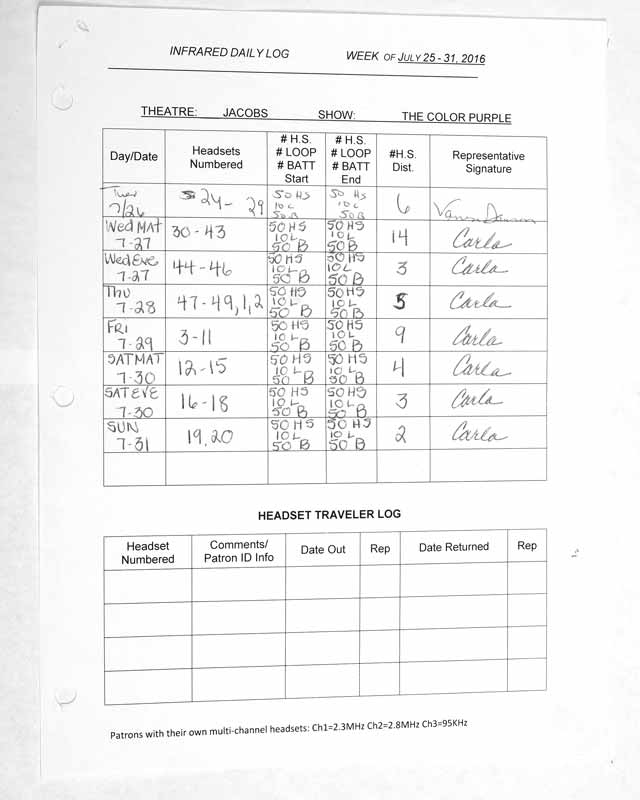 INFRARED DAILY LOG WEEK OF JULY 25 - 31, 2016
THEATRE: JACOBS SHOW: THE COLOR PURPLE
Day/Date Headsets Numbered # H.S. # LOOP # BATT Start # H.S. # LOOP # BATT End #H.S. Dist. Representative Signature
Tues 7/26 24 - 29 50 HS 10 L 50 B 50 HS 10 L 50 B 6
Wed MAT 7-27 30 - 43 50 HS 10 L 50 B 50 HS 10 L 50 B 14 Carla
Wed EVE 7-27 44 - 46 50 HS 10 L 50 B 50 HS 10 L 50 B 3 Carla
THU 7-28 47 - 49, 1, 2 50 HS 10 L 50 B 50 HS 10 L 50 B 5 Carla
FRI 7-29 3 - 11 50 HS 10 L 50 B 50 HS 10 L 50 B 9 Carla
SAT MAT 7-30 12 - 15 50 HS 10 L 50 B 50 HS 10 L 50 B 4 Carla
SAT EVE 7-30 16 - 18 50 HS 10 L 50 B 50 HS 10 L 50 B 3 Carla
SUN 7-31 19, 20 50 HS 10 L 50 B 50 HS 10 L 50 B 2 Carla
HEADSET TRAVELER LOG
Headset Numbered Comments/ Patron ID Info Date Out Rep Date Returned Rep
Patrons with their own multi-channel headsets: Ch1=2.3MHz Ch2=2.8MHz Ch3=95KHz